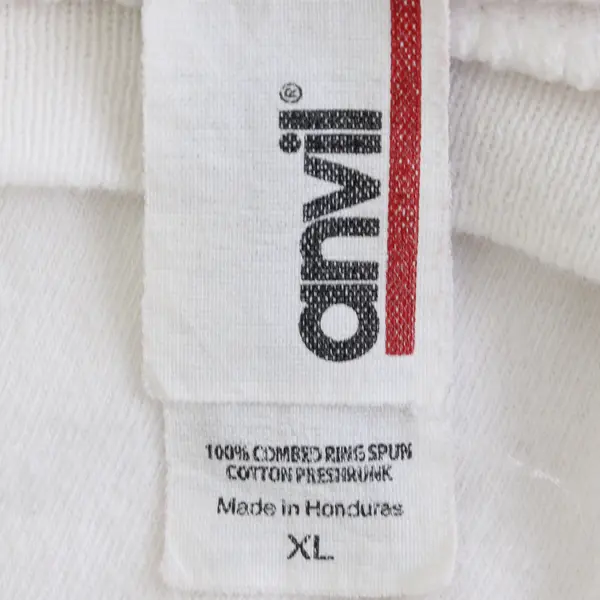 anvil®
100% COMBED RING SPUN
COTTON PRESHRUNK
Made in Honduras
XL